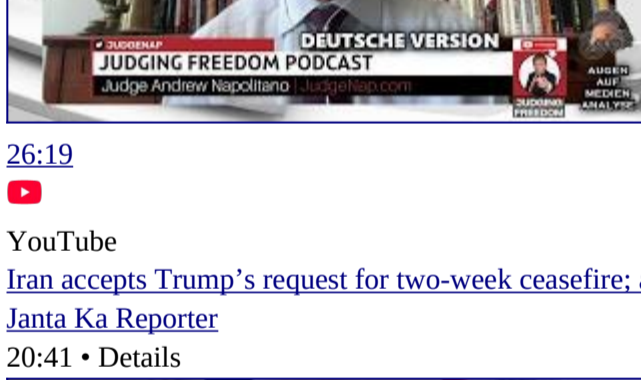 JUDGENAP
DEUTSCHE VERSION
JUDGING FREEDOM PODCAST
Judge Andrew Napolitano | JudgeNap.com
JUDGING
FREEDOM
AUGEN
AUF
MEDIEN
ANALYSE
26:19
YouTube
Iran accepts Trump’s request for two-week ceasefire;
Janta Ka Reporter
20:41 • Details